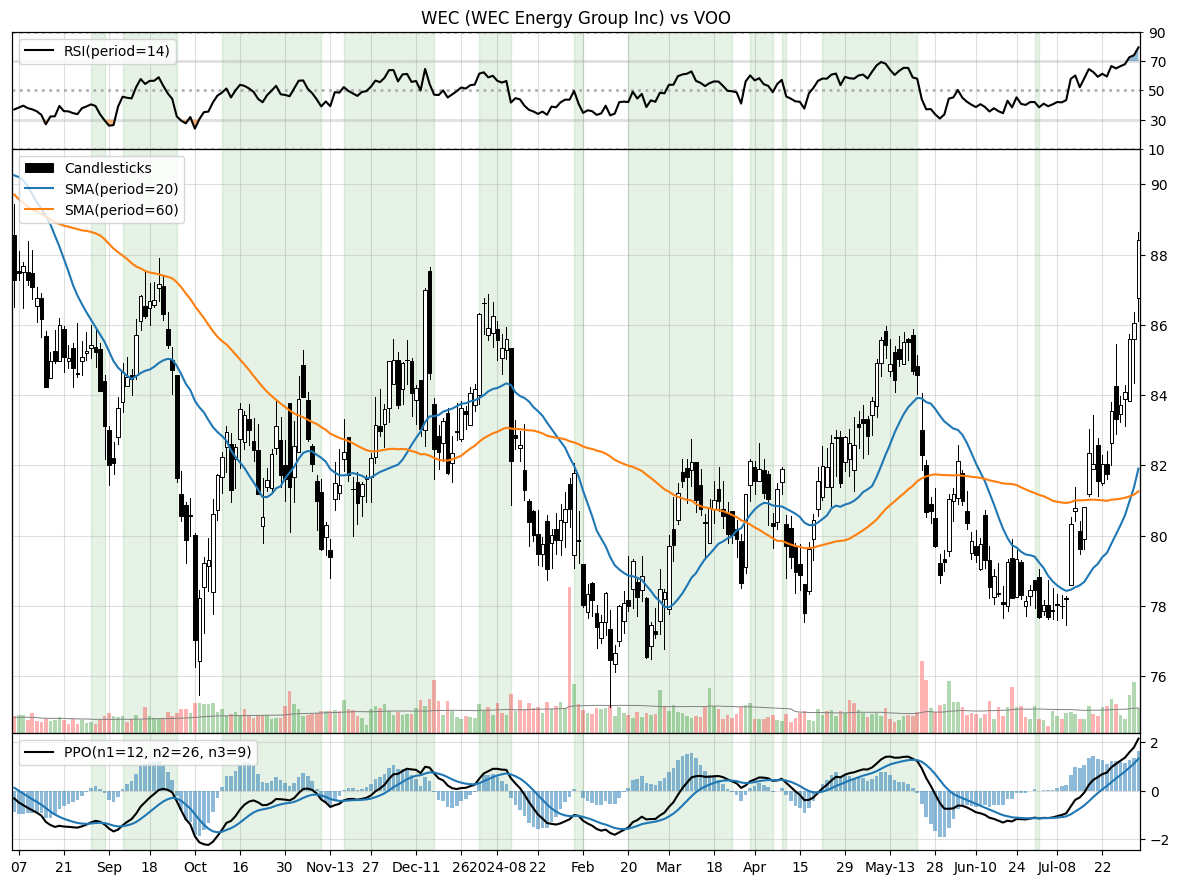 WEC (WEC Energy Group Inc) vs VOO
RSI(period=14)
90
70
50
30
10
Candlesticks
SMA(period=20)
SMA(period=60)
90
88
86
84
82
80
78
76
PPO(n1=12, n2=26, n3=9)
2
0
−2
07 21 Sep 18 Oct 16 30 Nov-13 27 Dec-11 26 2024-08 22 Feb 20 Mar 18 Apr 15 29 May-13 28 Jun-10 24 Jul-08 22